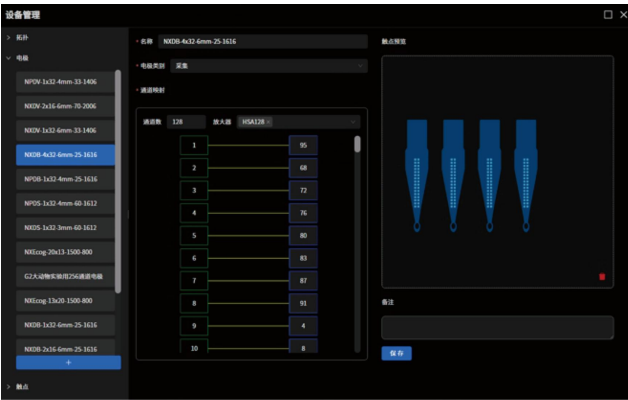 设备管理
拓扑
电极
NPDV-1x32-4mm-33-1406
NXDV-2x16-6mm-70-2006
NXDV-1x32-6mm-33-1406
NXDB-4x32-6mm-25-1616
NPDB-1x32-4mm-25-1616
NPDS-1x32-4mm-60-1612
NXDS-1x32-3mm-60-1612
NXEcog-20x13-1500-800
G2大动物实验用256通道电极
NXEcog-13x20-1500-800
NXDB-1x32-6mm-25-1616
NXDB-2x16-6mm-25-1616
+
触点
* 名称 NXDB-4x32-6mm-25-1616
* 电极类别 采集
* 通道映射
通道数 128 放大器 HSA128 ×
1 95
2 68
3 72
4 76
5 80
6 83
7 87
8 91
9 4
10 8
触点预览
备注
保存